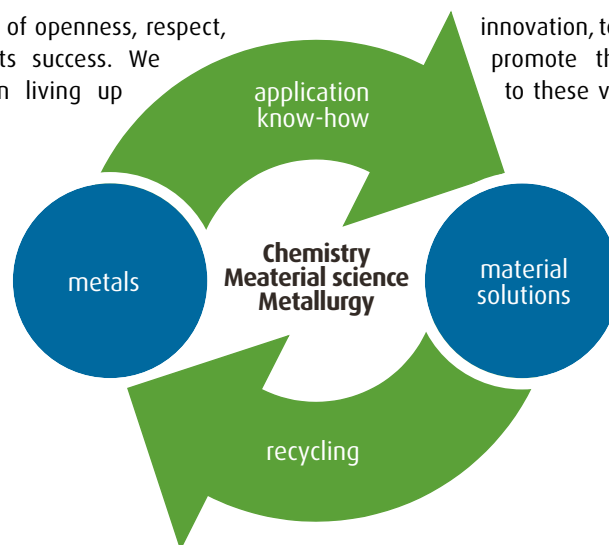 of openness, respect,
ts success. We
n living up
innovation, to
promote th
to these v
application
know-how
metals
Chemistry
Meaterial science
Metallurgy
material
solutions
recycling